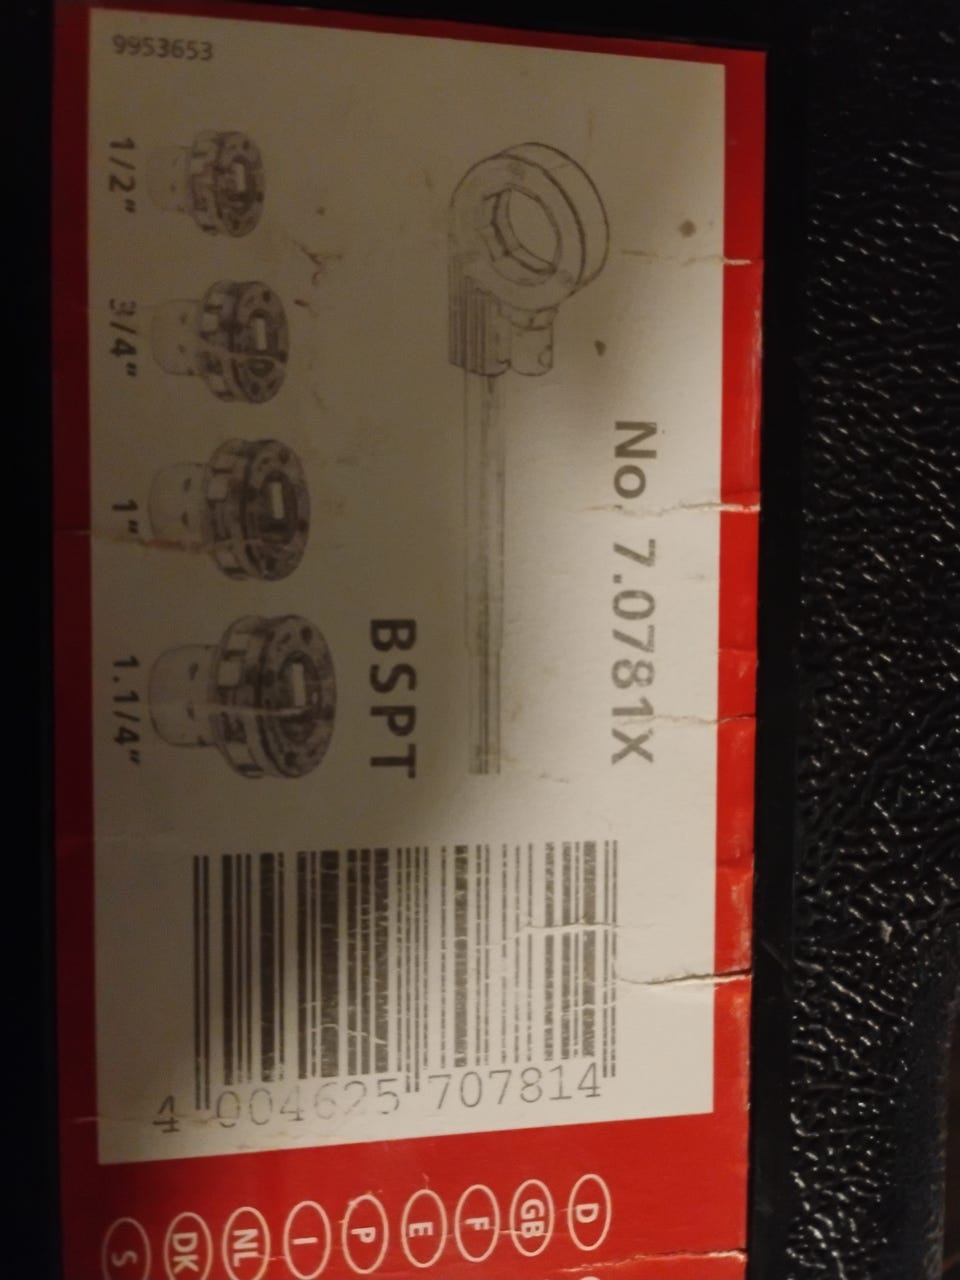 9953653
No. 7.0781X
BSPT
1/2" 3/4" 1" 1.1/4"
4 004625 707814
D
GB
F
E
P
I
NL
DK
S